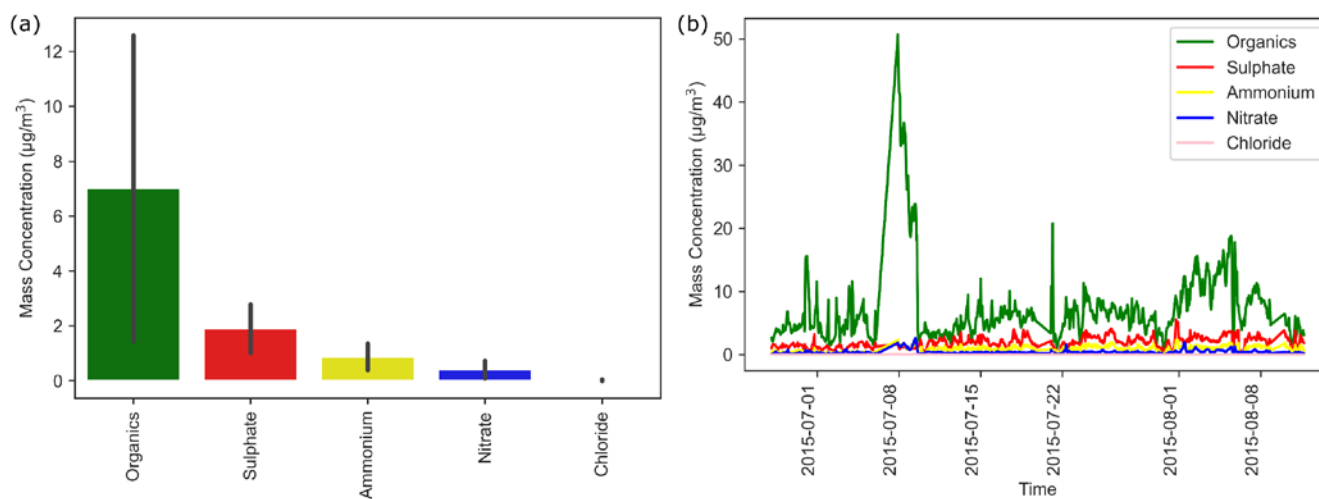 (a)
Mass Concentration (µg/m³)
12
10
8
6
4
2
0
Organics
Sulphate
Ammonium
Nitrate
Chloride
(b)
Mass Concentration (µg/m³)
50
40
30
20
10
0
Organics
Sulphate
Ammonium
Nitrate
Chloride
2015-07-01
2015-07-08
2015-07-15
2015-07-22
2015-08-01
2015-08-08
Time